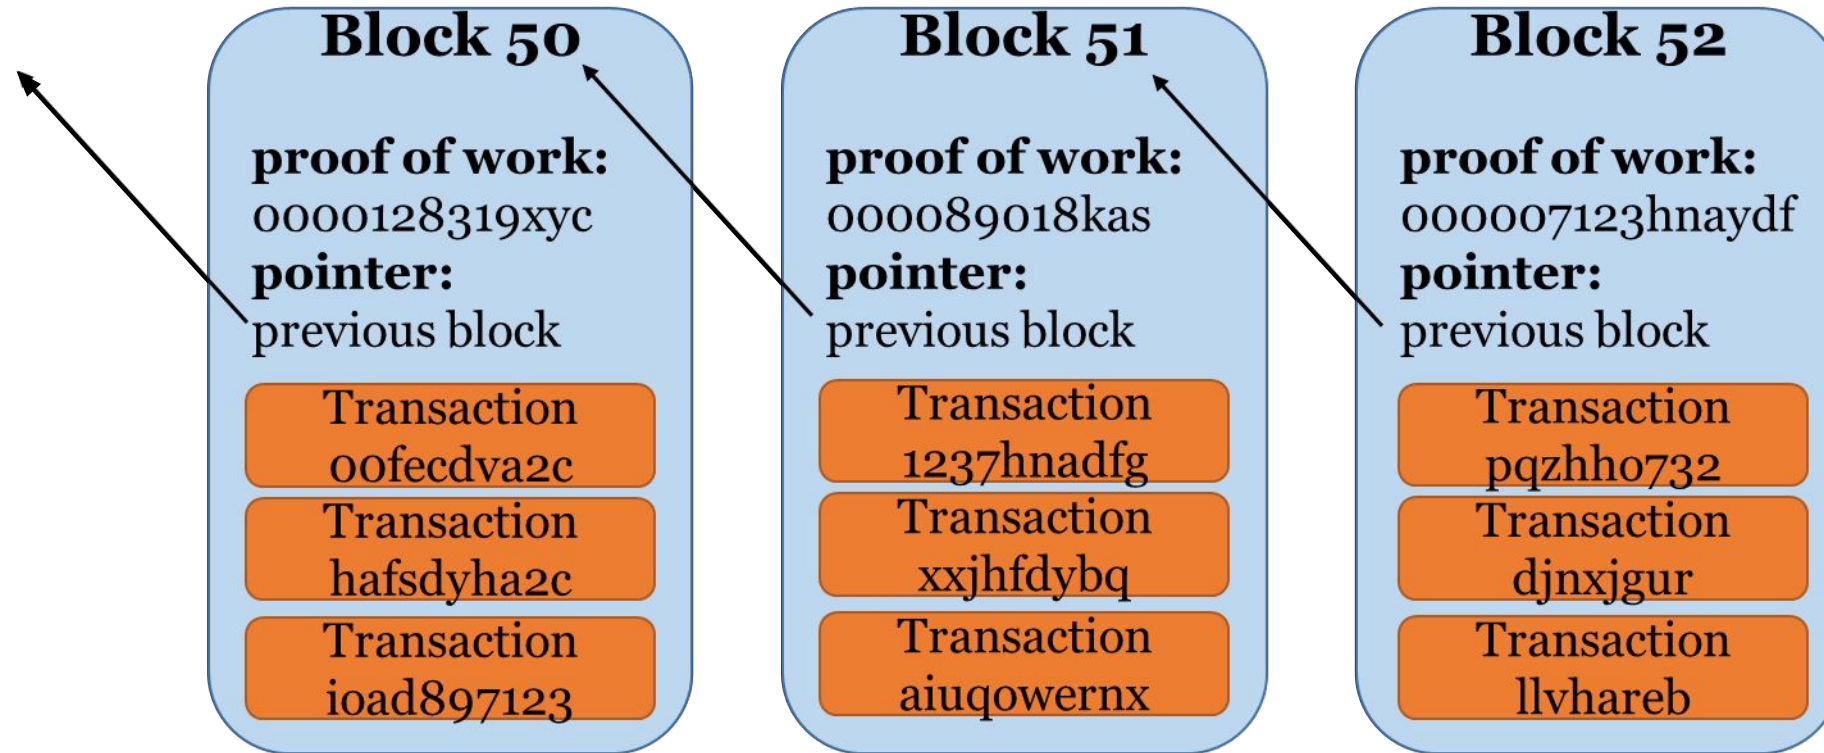 Block 50
proof of work:
0000128319xyc
pointer:
previous block
Transaction
00fecdva2c
Transaction
hafsdyha2c
Transaction
ioad897123
Block 51
proof of work:
000089018kas
pointer:
previous block
Transaction
1237hnadfg
Transaction
xxjhfdybq
Transaction
aiuqowernx
Block 52
proof of work:
000007123hnaydf
pointer:
previous block
Transaction
pqzhho732
Transaction
djnxjgur
Transaction
llvhareb